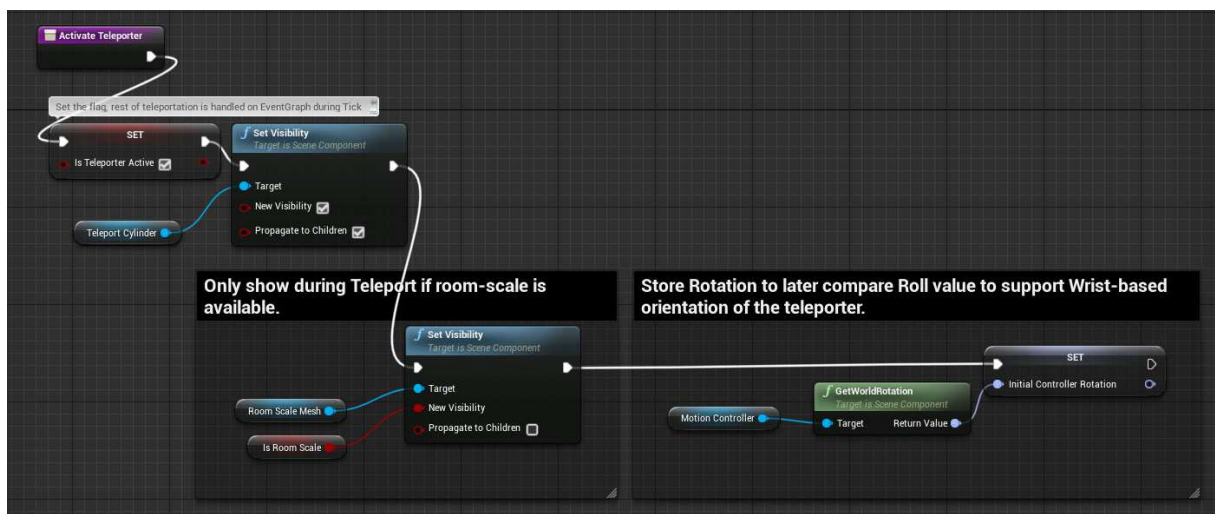 Activate Teleporter
Set the flag, rest of teleportation is handled on EventGraph during Tick
SET
Is Teleporter Active
f Set Visibility
Target is Scene Component
Target
New Visibility
Propagate to Children
Teleport Cylinder
Only show during Teleport if room-scale is
available.
f Set Visibility
Target is Scene Component
Target
New Visibility
Propagate to Children
Room Scale Mesh
Is Room Scale
Store Rotation to later compare Roll value to support Wrist-based
orientation of the teleporter.
SET
Initial Controller Rotation
f GetWorldRotation
Target is Scene Component
Target Return Value
Motion Controller